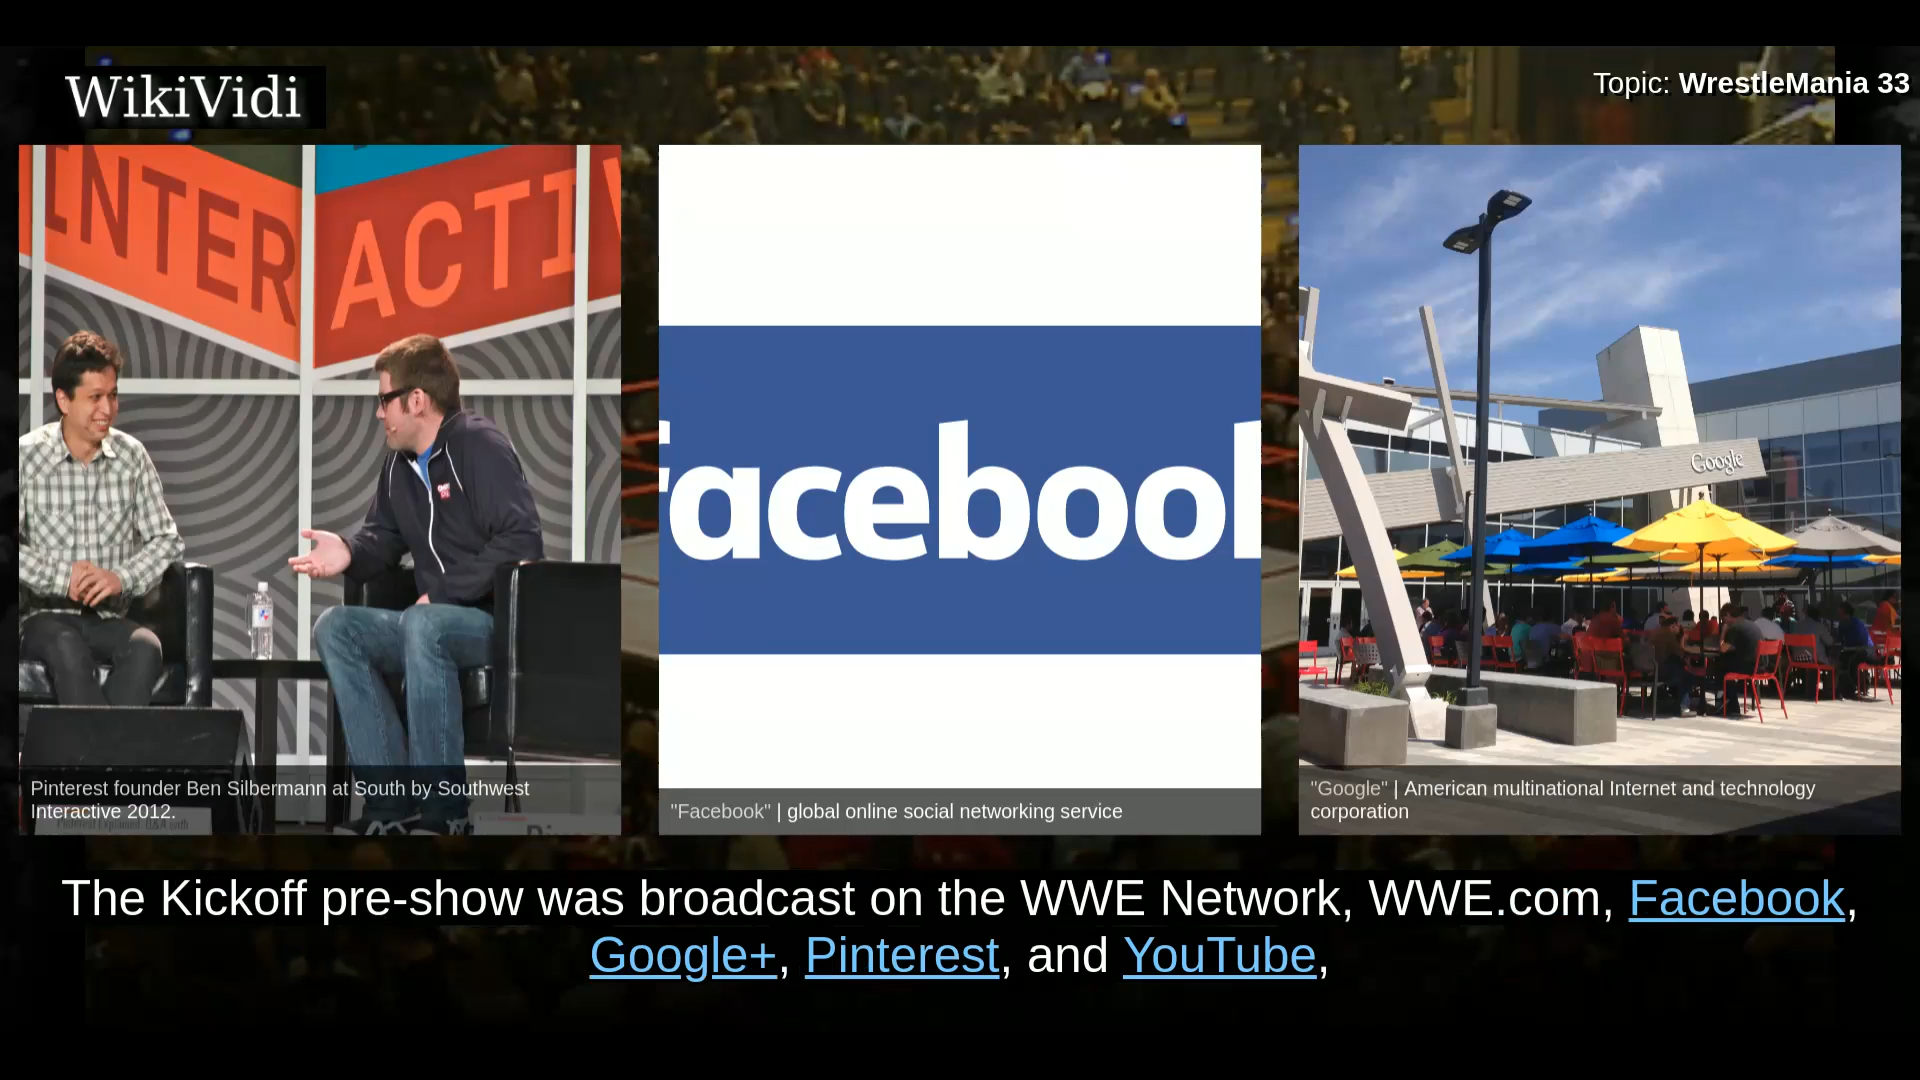 WikiVidi
Topic: WrestleMania 33
INTER ACTIV
facebook
Google
Pinterest founder Ben Silbermann at South by Southwest
Interactive 2012.
"Facebook" | global online social networking service
"Google" | American multinational Internet and technology
corporation
The Kickoff pre-show was broadcast on the WWE Network, WWE.com, Facebook,
Google+, Pinterest, and YouTube,